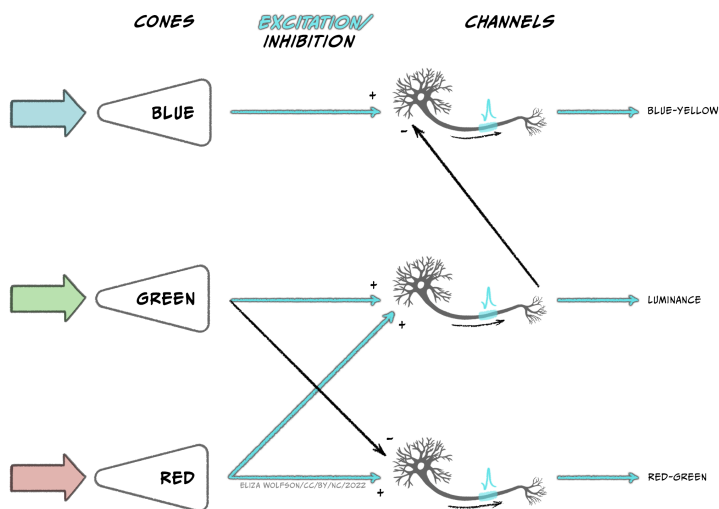 CONES
EXCITATION/
INHIBITION
CHANNELS
BLUE
+
-
BLUE-YELLOW
GREEN
+
+
LUMINANCE
RED
-
+
RED-GREEN
ELIZA WOLFSON/CC/BY/NC/2022